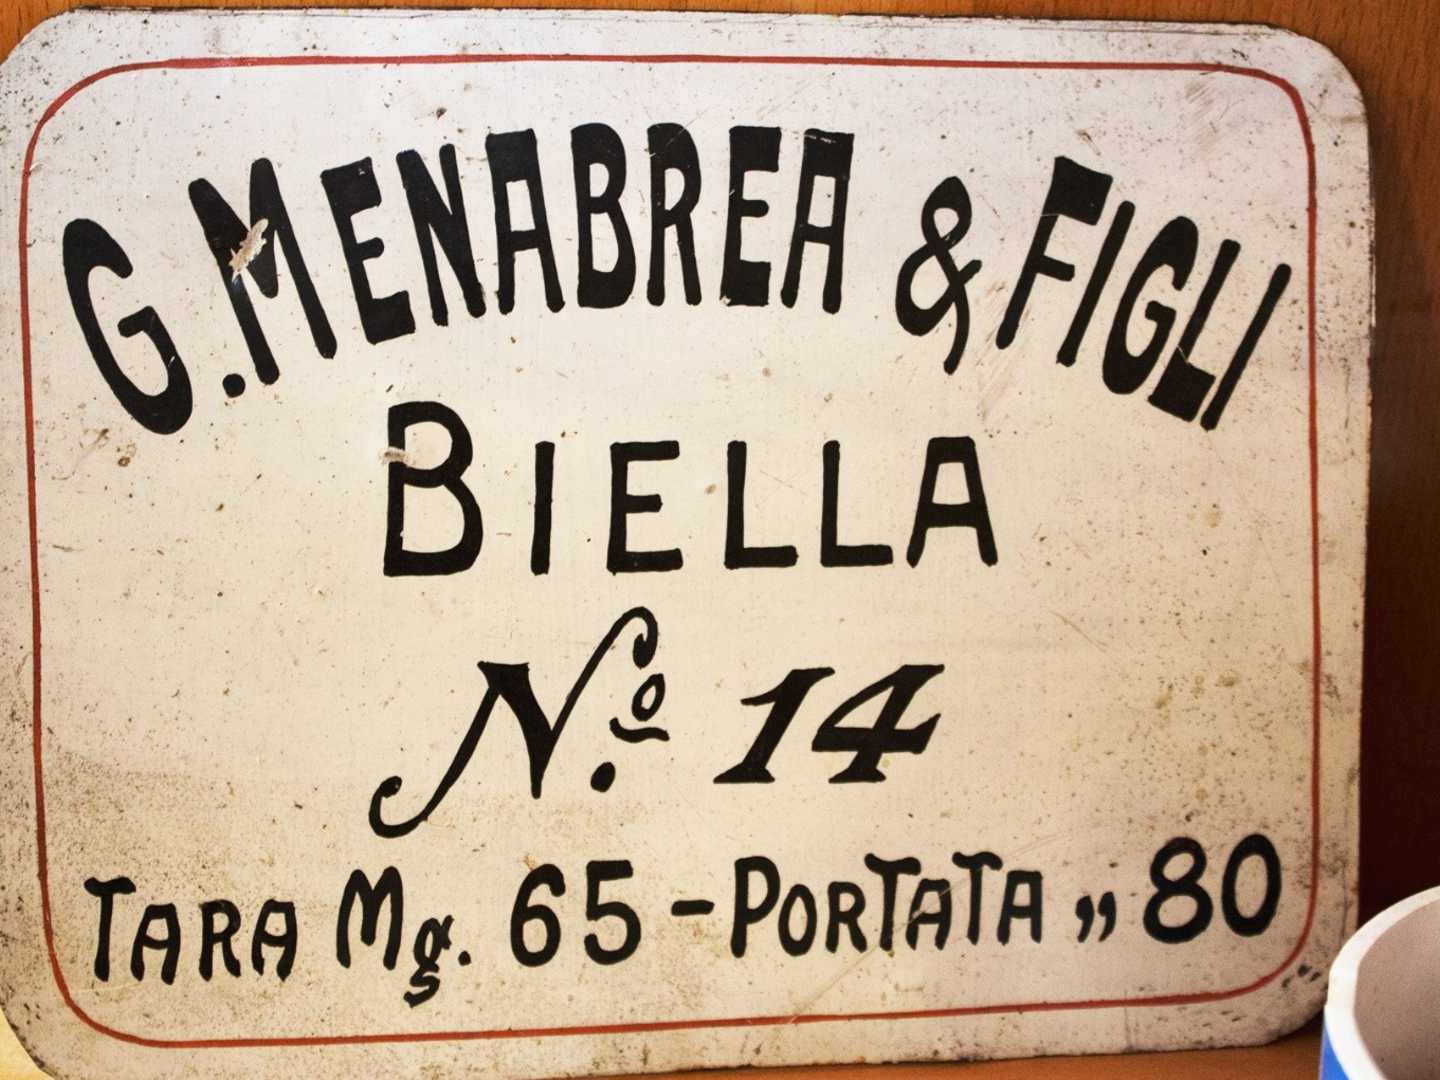 G. MENABREA & FIGLI
BIELLA
N.º 14
TARA Mg. 65 - PORTATA „ 80